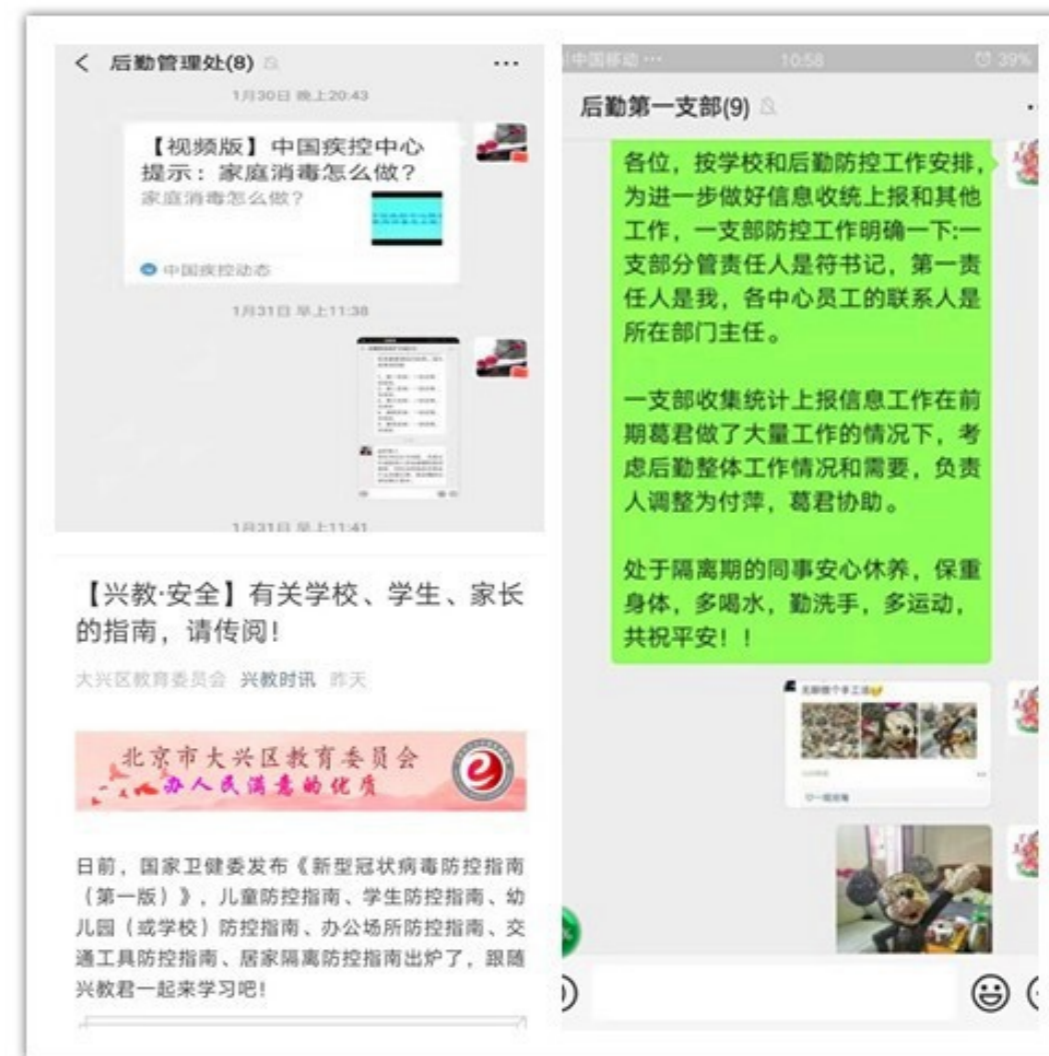 后勤管理处(8)
1月30日 晚上20:43
【视频版】中国疾控中心
提示：家庭消毒怎么做？
家庭消毒怎么做？
中国疾控动态
1月31日 早上11:38
1月31日 早上11:41
【兴教·安全】有关学校、学生、家长
的指南，请传阅！
大兴区教育委员会 兴教时讯 昨天
北京市大兴区教育委员会
办人民满意的优质
日前，国家卫健委发布《新型冠状病毒防控指南
（第一版）》，儿童防控指南、学生防控指南、幼
儿园（或学校）防控指南、办公场所防控指南、交
通工具防控指南、居家隔离防控指南出炉了，跟随
兴教君一起来学习吧！
中国移动 10:58 39%
后勤第一支部(9)
各位，按学校和后勤防控工作安排，
为进一步做好信息收统上报和其他
工作，一支部防控工作明确一下:一
支部分管责任人是符书记，第一责
任人是我，各中心员工的联系人是
所在部门主任。
一支部收集统计上报信息工作在前
期葛君做了大量工作的情况下，考
虑后勤整体工作情况和需要，负责
人调整为付萍，葛君协助。
处于隔离期的同事安心休养，保重
身体，多喝水，勤洗手，多运动，
共祝平安！！
无聊做个手工活